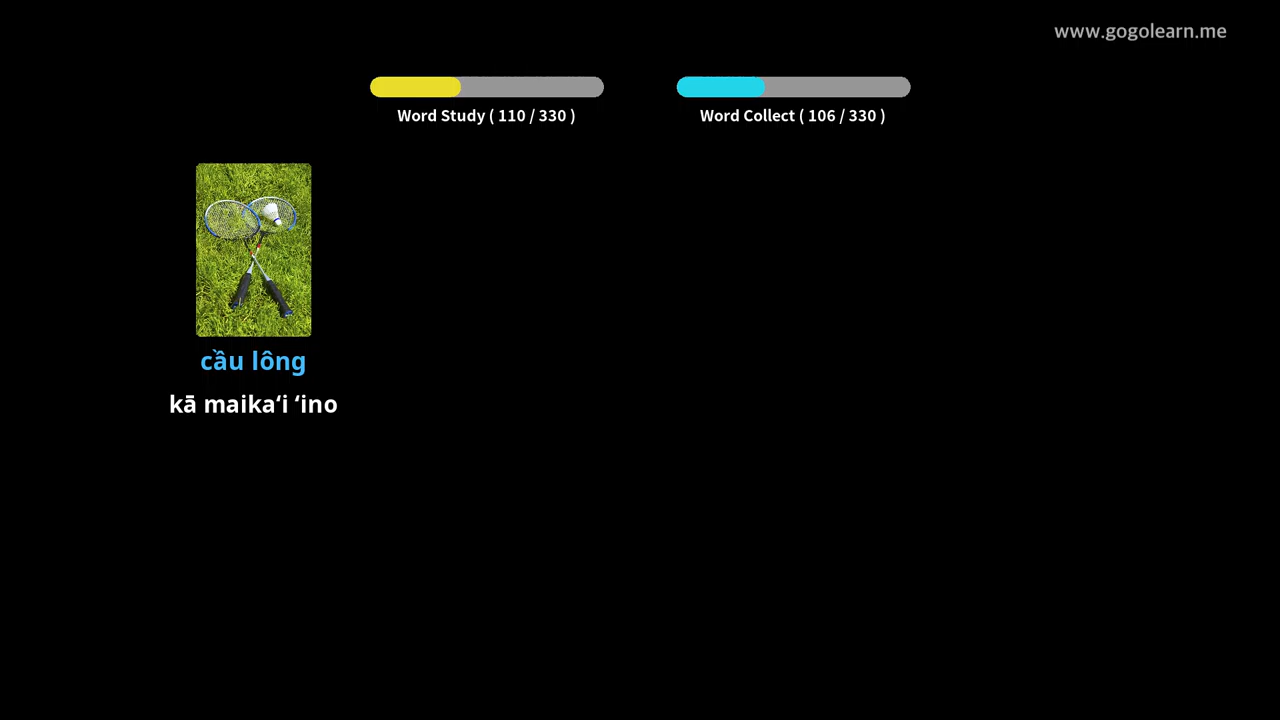 www.gogolearn.me
Word Study ( 110 / 330 )
Word Collect ( 106 / 330 )
cầu lông
kā maikaʻi ʻino